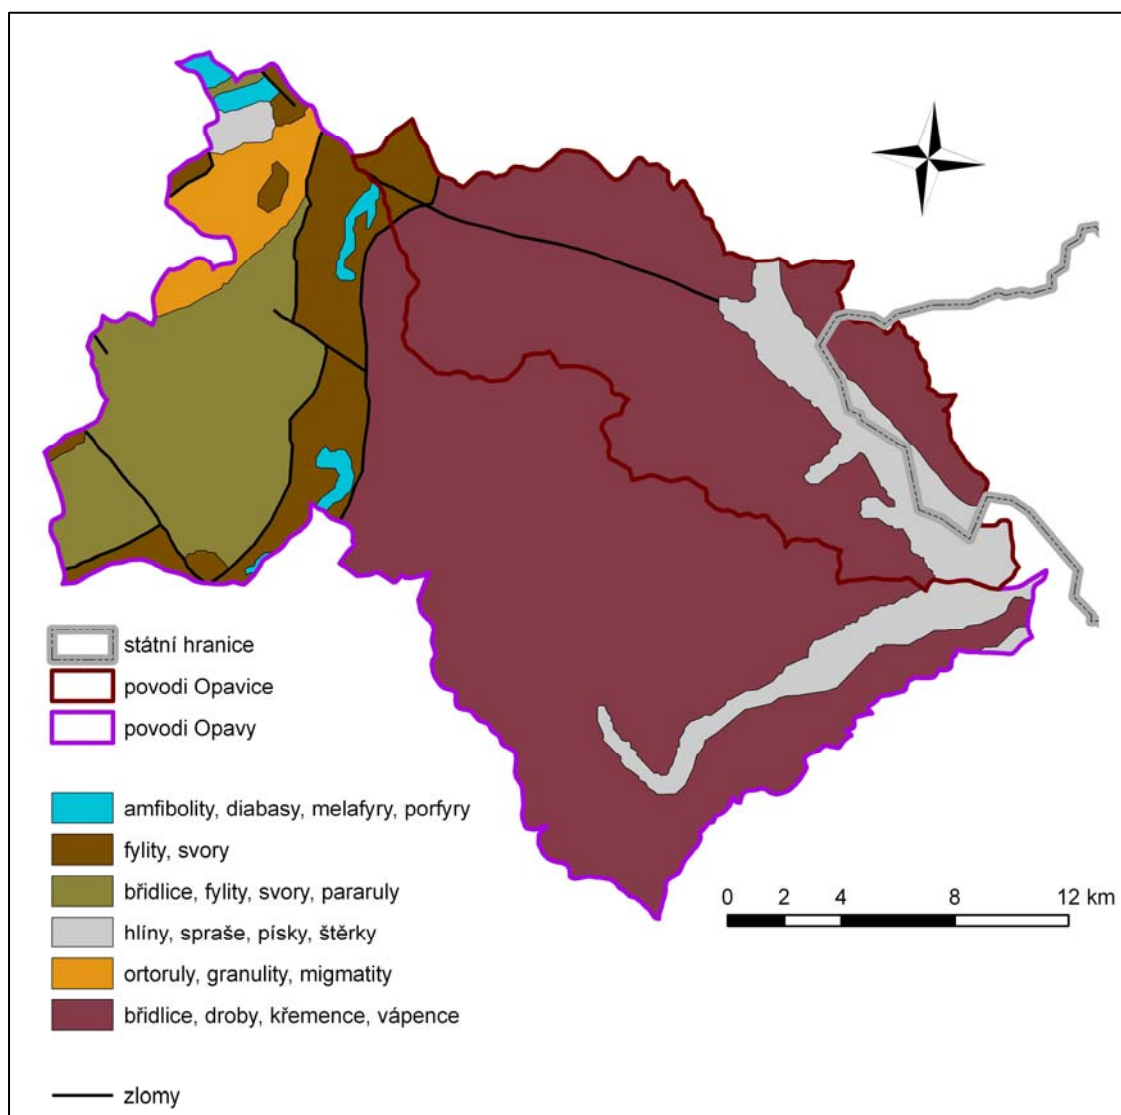 státní hranice
povodi Opavice
povodí Opavy
amfibolity, diabasy, melafyry, porfyry
fylity, svory
břidlice, fylity, svory, pararuly
hlíny, spraše, písky, štěrky
ortoruly, granulity, migmatity
břidlice, droby, křemence, vápence
zlomy
0 2 4 8 12 km